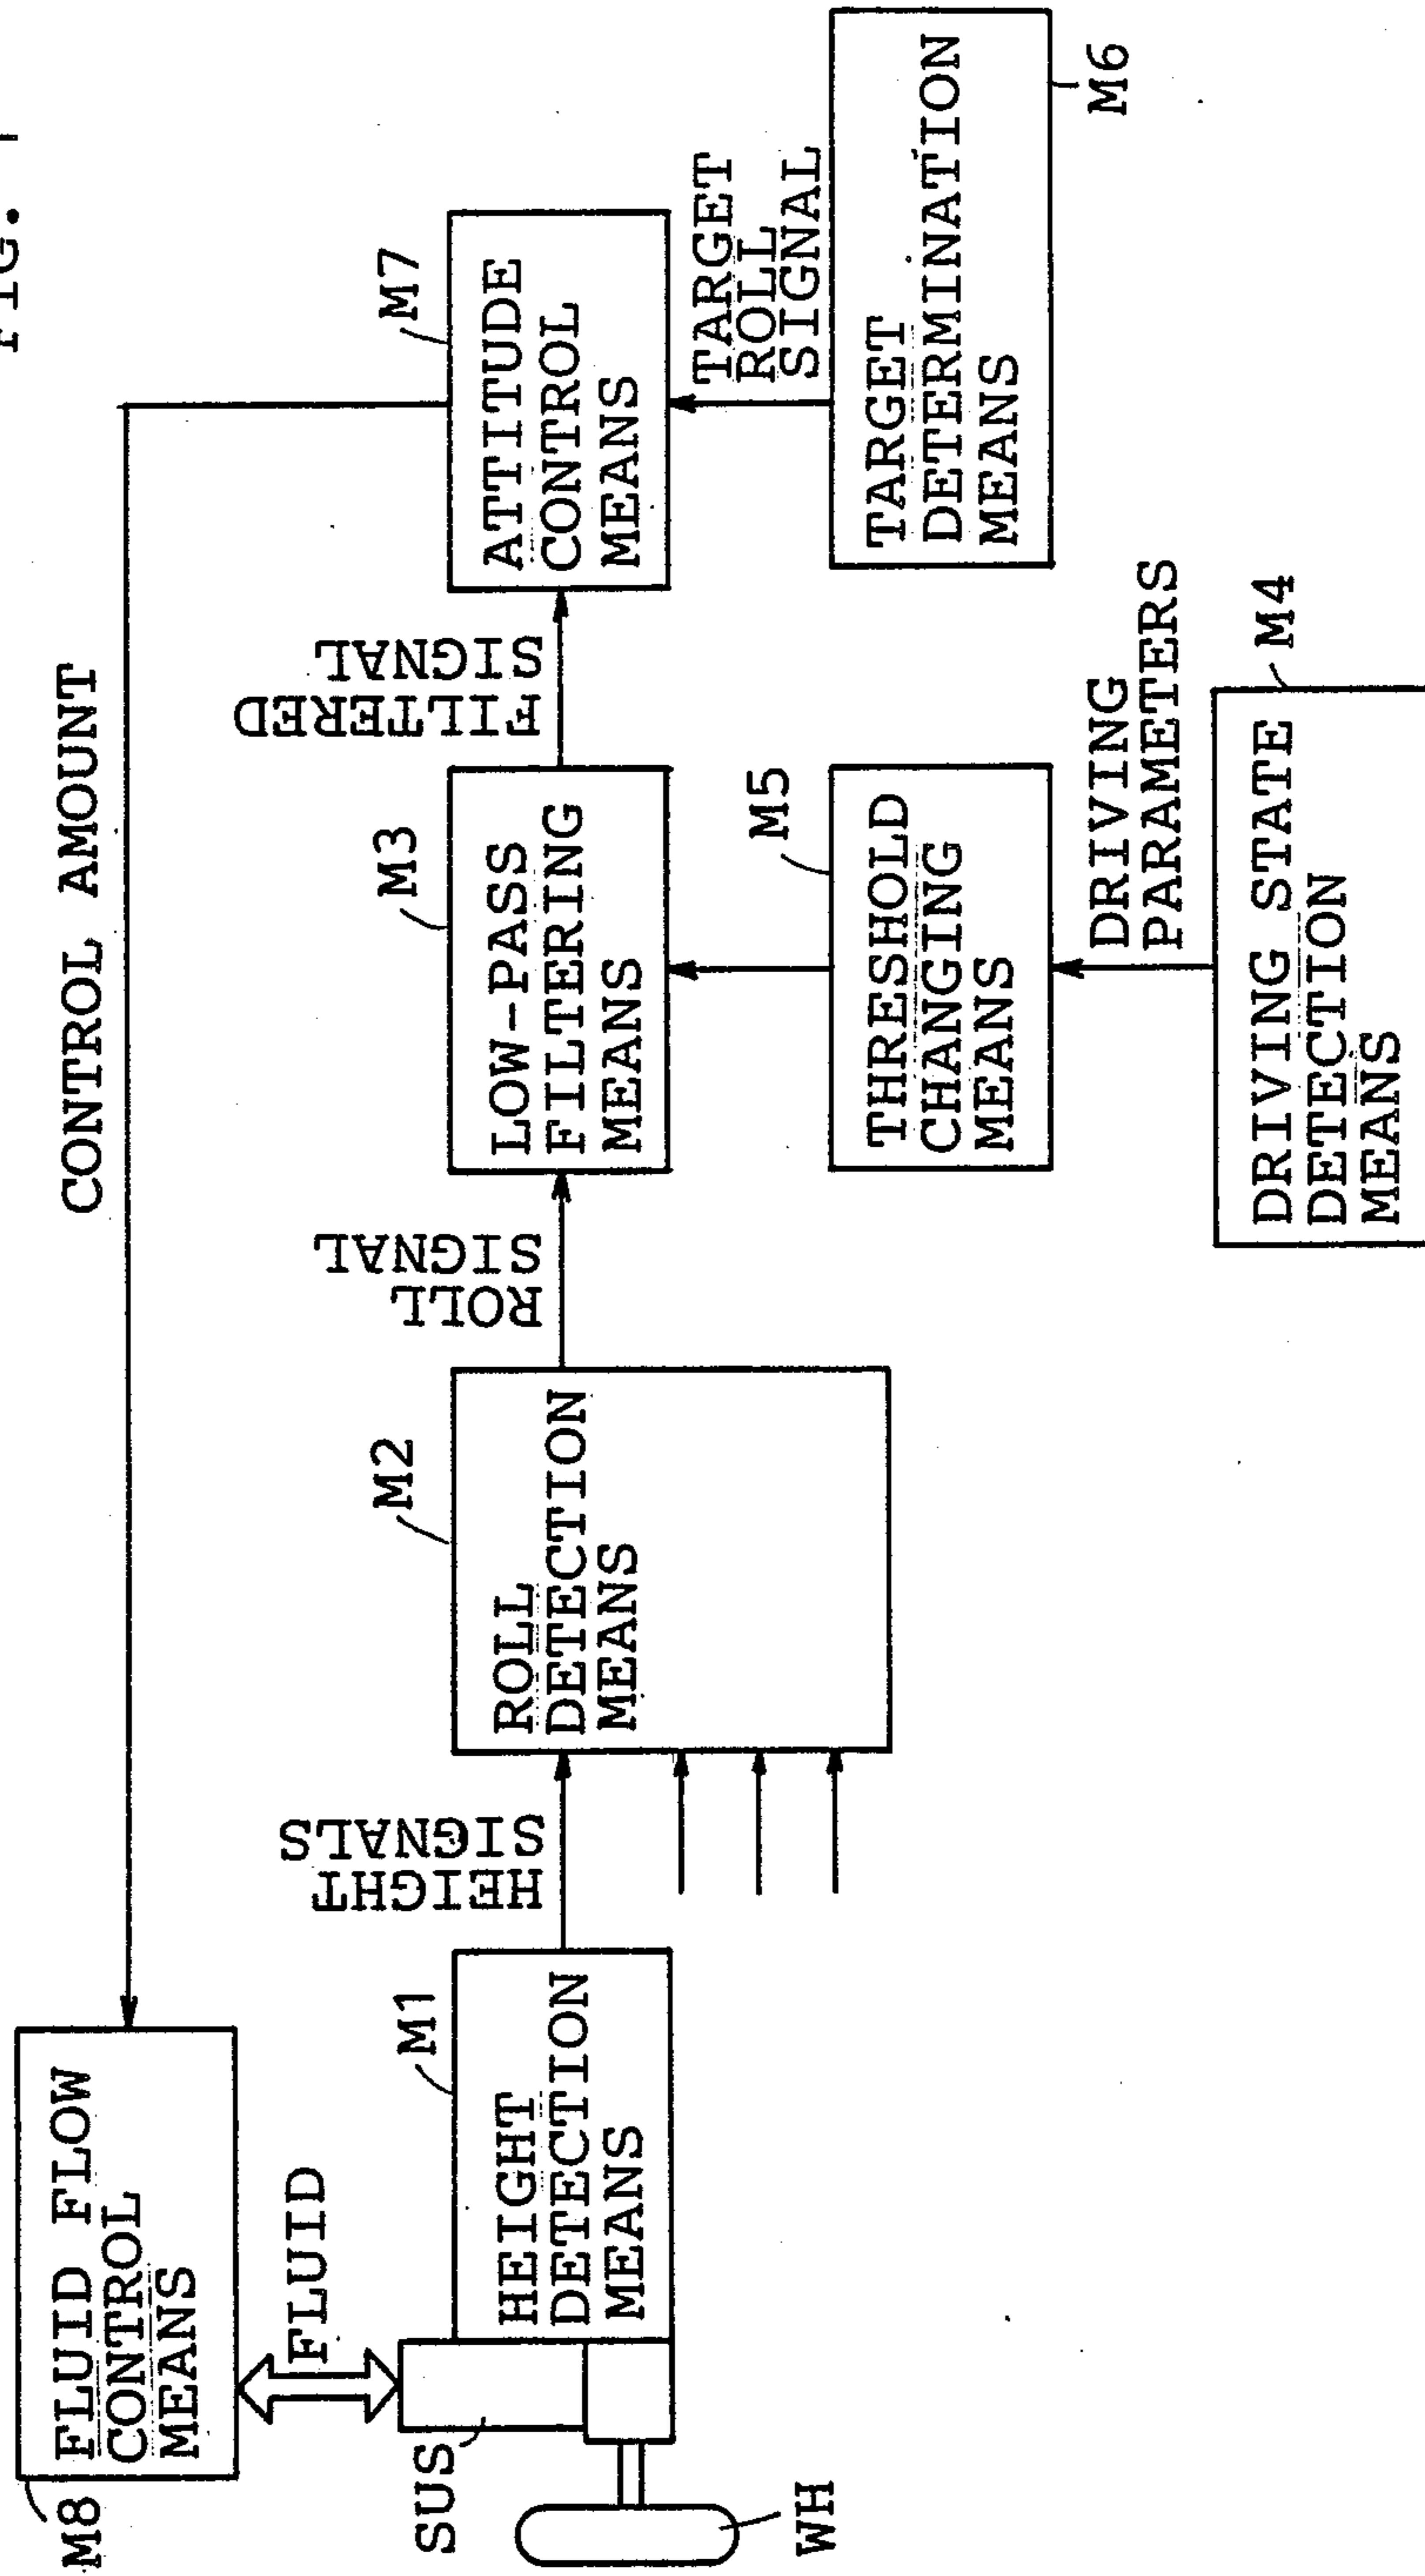 FIG. 1
CONTROL AMOUNT
M8
FLUID FLOW
CONTROL
MEANS
FLUID
SUS
WH
M1
HEIGHT
DETECTION
MEANS
HEIGHT
SIGNALS
M2
ROLL
DETECTION
MEANS
ROLL
SIGNAL
M3
LOW-PASS
FILTERING
MEANS
FILTERED
SIGNAL
M7
ATTITUDE
CONTROL
MEANS
TARGET
ROLL
SIGNAL
M5
THRESHOLD
CHANGING
MEANS
TARGET
DETERMINATION
MEANS
M6
DRIVING
PARAMETERS
M4
DRIVING STATE
DETECTION
MEANS